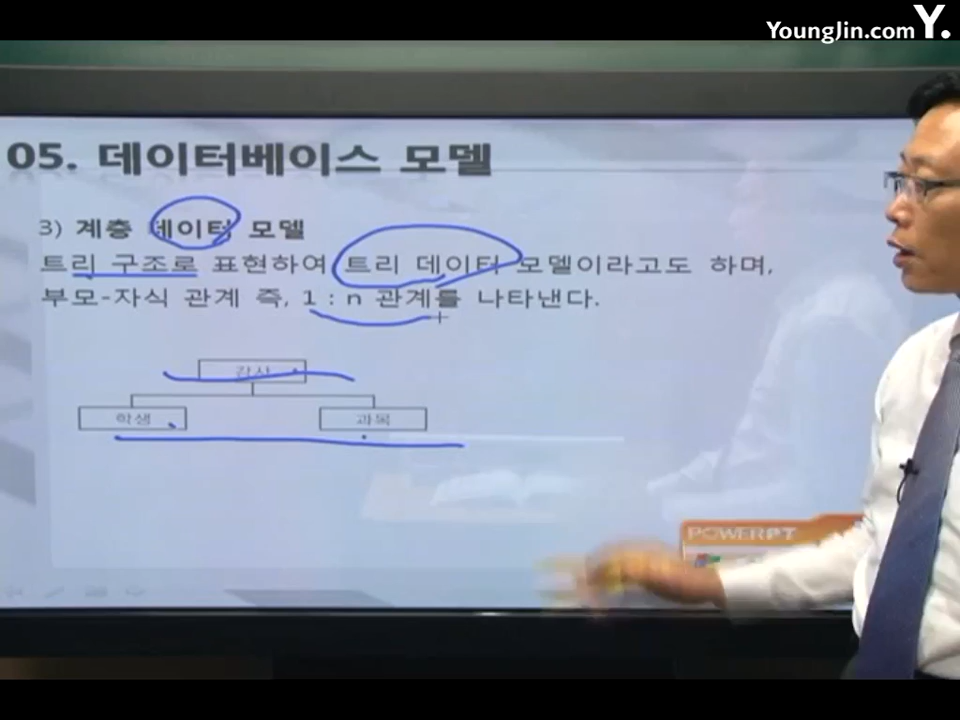 YoungJin.com Y.
05. 데이터베이스 모델
3) 계층 데이터 모델
트리 구조로 표현하여 트리 데이터 모델이라고도 하며,
부모-자식 관계 즉, 1 : n 관계를 나타낸다.
강사
학생 과목
POWERPT